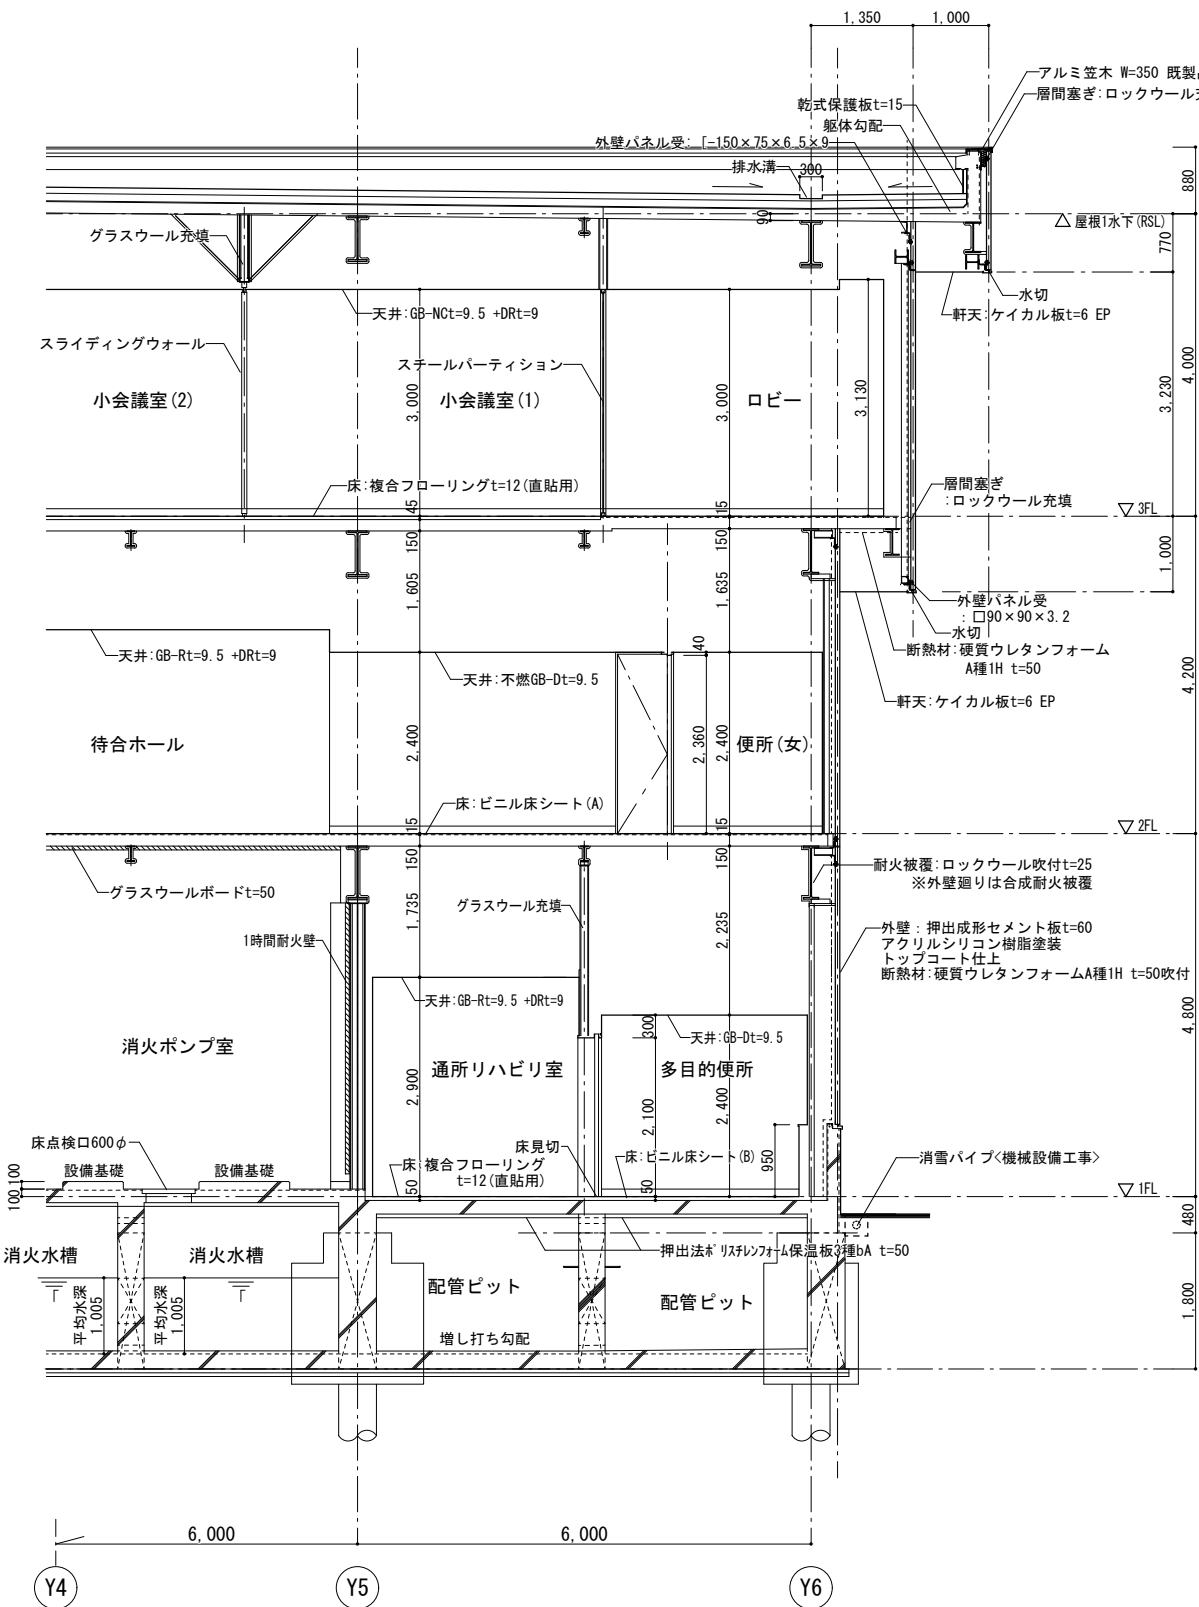 1,350
1,000
アルミ笠木 W=350 既製
層間塞ぎ:ロックウール
乾式保護板t=15
躯体勾配
外壁パネル受: [-150×75×6.5×9
排水溝
300
880
90
△ 屋根1水下(RSL)
770
グラスウール充填
水切
天井:GB-NCt=9.5 +DRt=9
軒天:ケイカル板t=6 EP
スライディングウォール
スチールパーティション
小会議室(2)
小会議室(1)
ロビー
3,000
3,000
3,130
3,230
4,000
床:複合フローリングt=12(直貼用)
層間塞ぎ
:ロックウール充填
45
15
▽ 3FL
150
150
1,000
1,605
1,635
外壁パネル受
: □90×90×3.2
水切
40
断熱材:硬質ウレタンフォーム
A種1H t=50
天井:GB-Rt=9.5 +DRt=9
天井:不燃GB-Dt=9.5
軒天:ケイカル板t=6 EP
4,200
待合ホール
2,400
2,360
2,400
便所(女)
床:ビニル床シート(A)
15
15
▽ 2FL
150
150
耐火被覆:ロックウール吹付t=25
※外壁廻りは合成耐火被覆
グラスウールボードt=50
1,735
グラスウール充填
2,235
1時間耐火壁
外壁:押出成形セメント板t=60
アクリルシリコン樹脂塗装
トップコート仕上
断熱材:硬質ウレタンフォームA種1H t=50吹付
天井:GB-Rt=9.5 +DRt=9
300
天井:GB-Dt=9.5
4,800
消火ポンプ室
通所リハビリ室
多目的便所
2,900
2,100
2,400
床点検口600φ
床見切
950
消雪パイプ<機械設備工事>
設備基礎
設備基礎
床:複合フローリング
t=12(直貼用)
床:ビニル床シート(B)
100
100
50
50
▽ 1FL
480
消火水槽
消火水槽
押出法ポリスチレンフォーム保温板3種bA t=50
配管ピット
配管ピット
平均水深
1,005
平均水深
1,005
1,800
増し打ち勾配
6,000
6,000
Y4
Y5
Y6